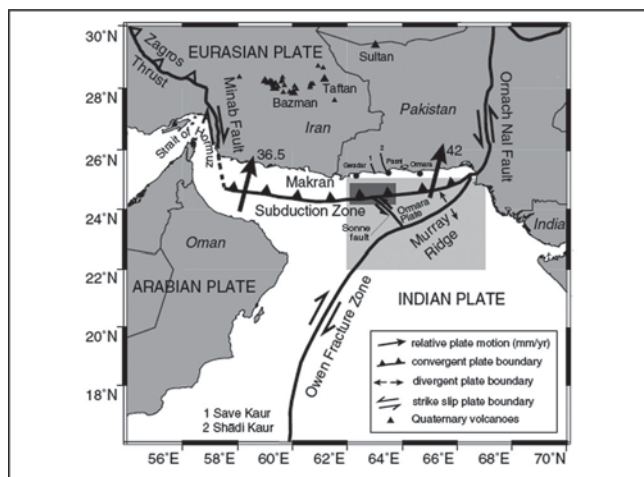 30°N
28°N
26°N
24°N
22°N
20°N
18°N
Zagros
Thrust
EURASIAN PLATE
Sultan
Taftan
Bazman
Iran
Pakistan
Minab Fault
Ornach Nal Fault
Strait of
Hormuz
36.5
42
Gwadar
1
2
Pasni
Ormara
Makran
Subduction Zone
Ormara
Plate
Sonne
fault
Murray
Ridge
India
Oman
ARABIAN PLATE
INDIAN PLATE
Owen Fracture Zone
relative plate motion (mm/yr)
convergent plate boundary
divergent plate boundary
strike slip plate boundary
Quaternary volcanoes
1 Save Kaur
2 Shādi Kaur
56°E 58°E 60°E 62°E 64°E 66°E 68°E 70°E